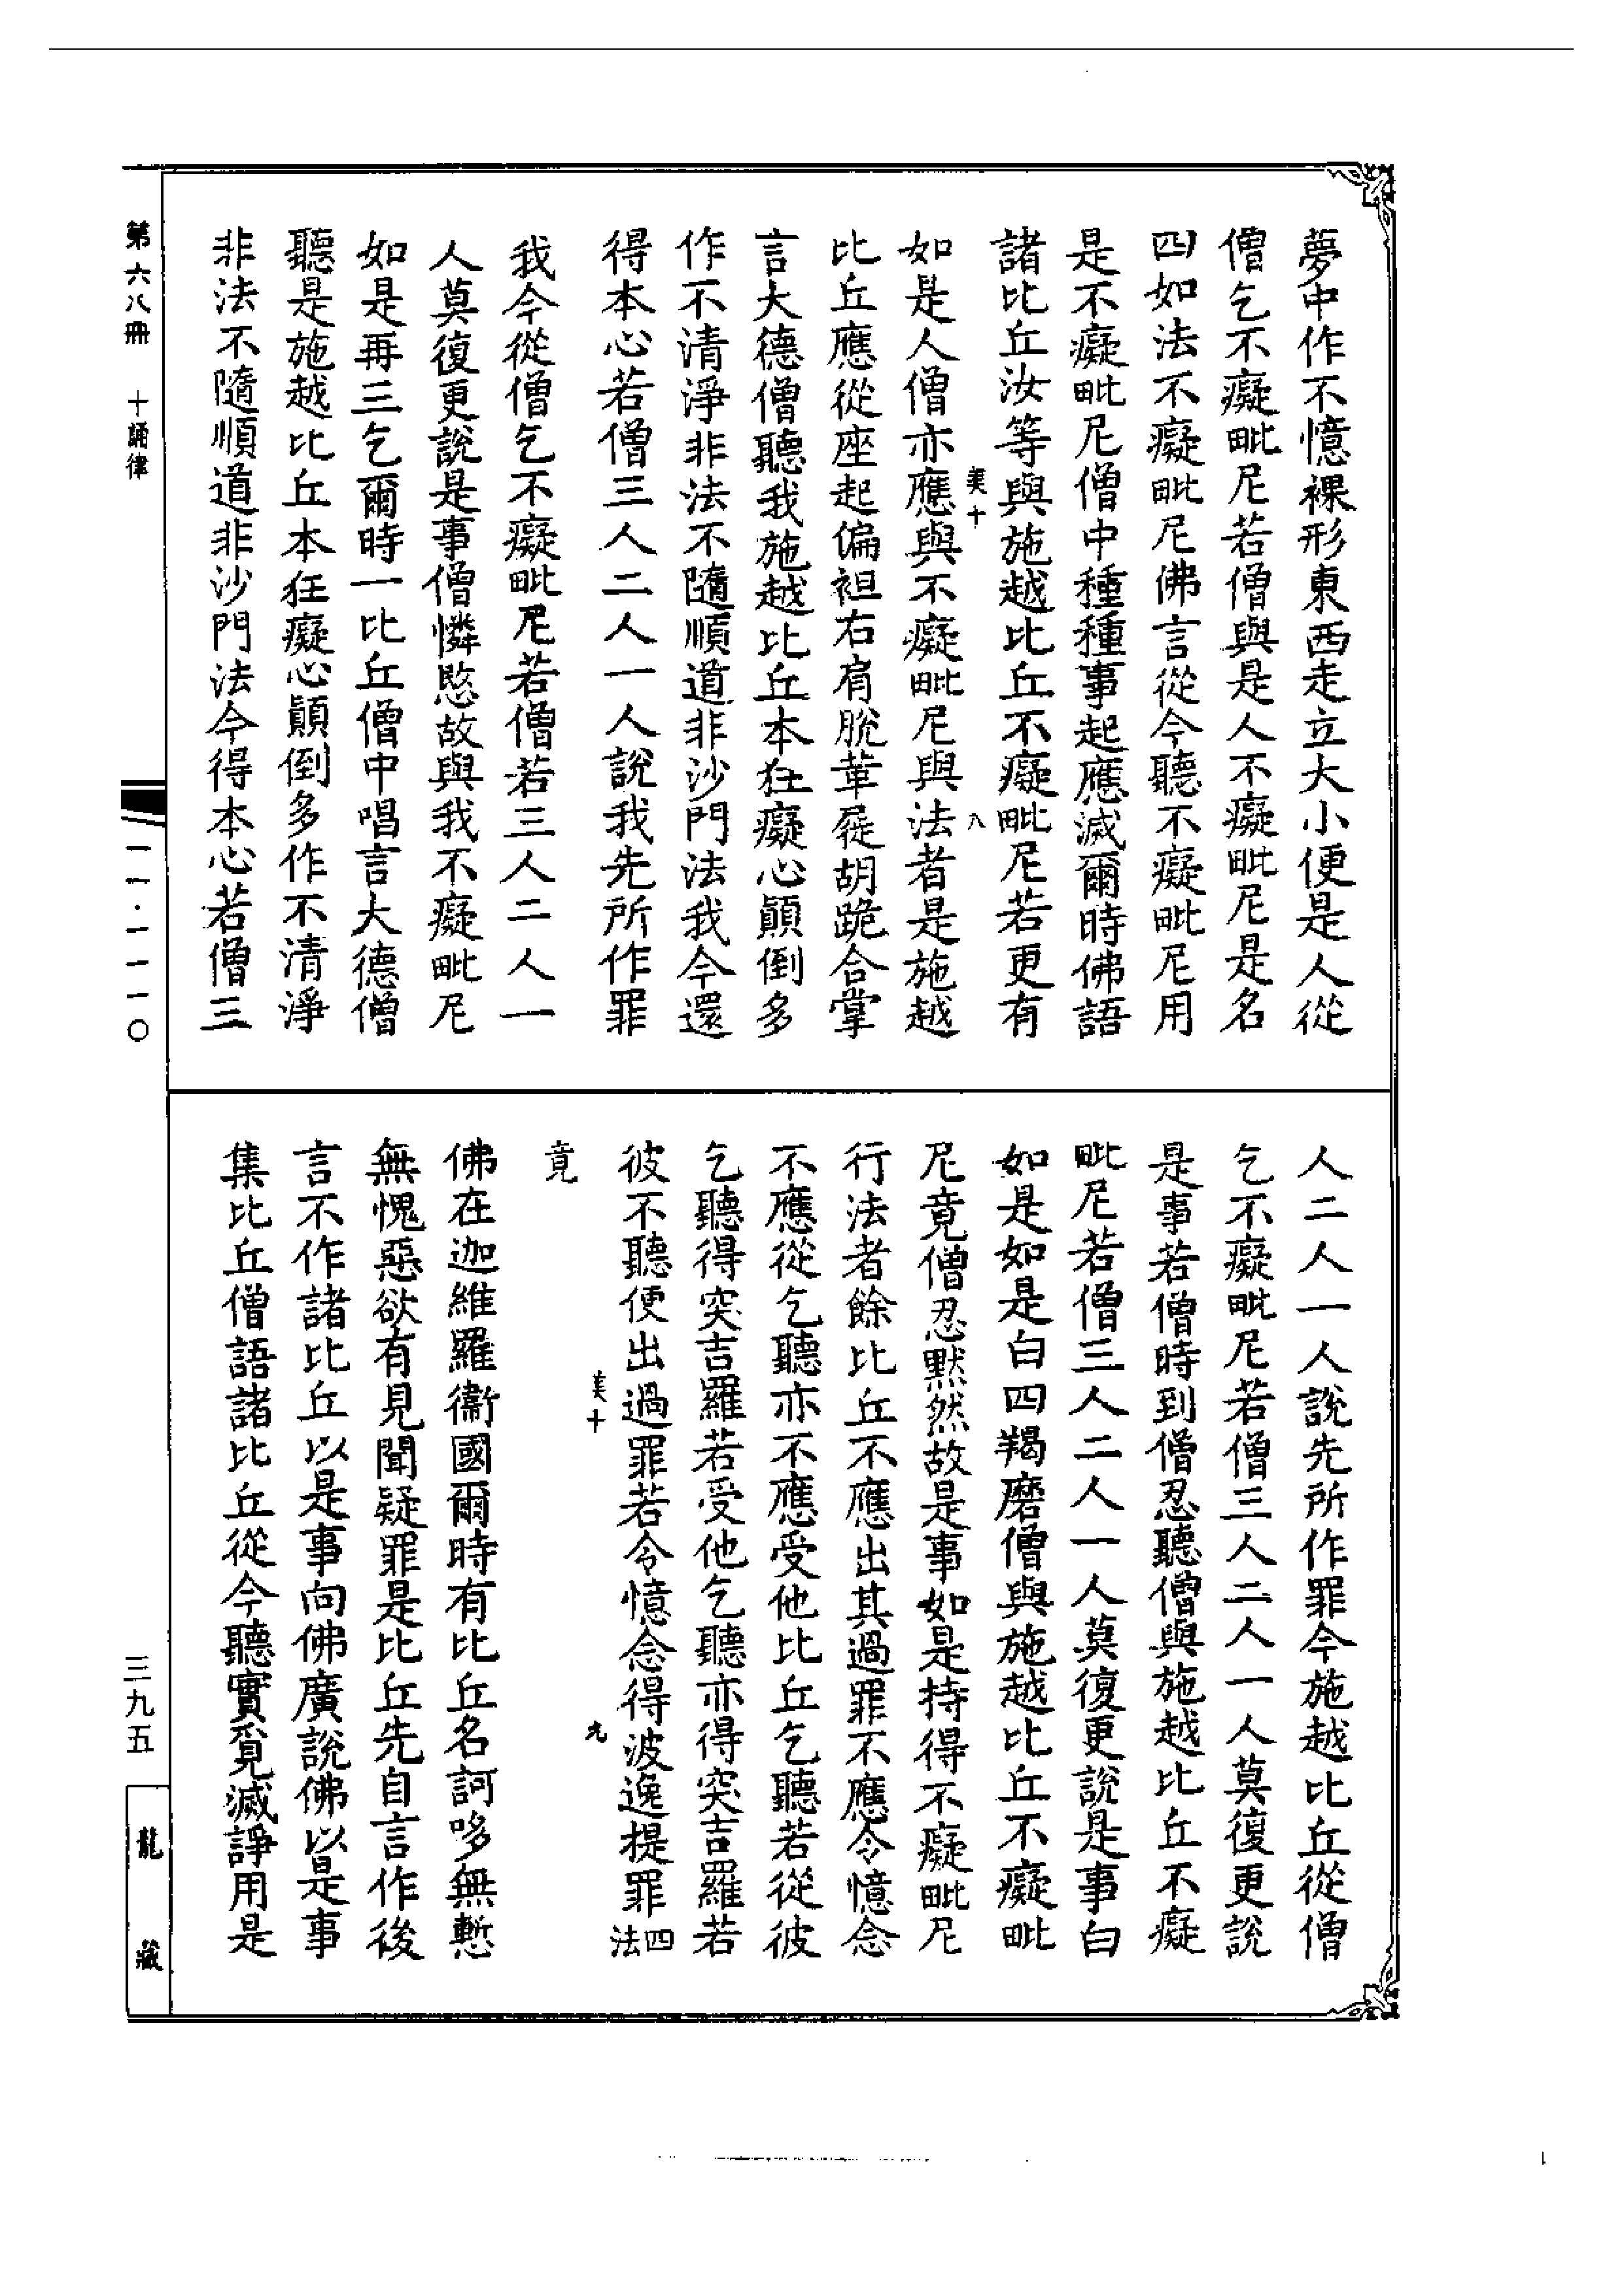 夢中作不憶裸形東西走立大小便是人從
僧乞不癡毗尼若僧與是人不癡毗尼是名
四如法不癡毗尼佛言從今聽不癡毗尼用
是不癡毗尼僧中種種事起應滅爾時佛語
諸比丘汝等與施越比丘不癡毗尼若更有
美十 八
如是人僧亦應與不癡毗尼與法者是施越
比丘應從座起偏袒右肩脫革屣胡跪合掌
言大德僧聽我施越比丘本狂癡心顛倒多
作不清淨非法不隨順道非沙門法我今還
得本心若僧三人二人一人說我先所作罪
我今從僧乞不癡毗尼若僧若三人二人一
人莫復更說是事僧憐愍故與我不癡毗尼
如是再三乞爾時一比丘僧中唱言大德僧
聽是施越比丘本狂癡心顛倒多作不清淨
非法不隨順道非沙門法今得本心若僧三
人二人一人說先所作罪今施越比丘從僧
乞不癡毗尼若僧三人二人一人莫復更說
是事若僧時到僧忍聽僧與施越比丘不癡
毗尼若僧三人二人一人莫復更說是事白
如是如是白四羯磨僧與施越比丘不癡毗
尼竟僧忍默然故是事如是持得不癡毗尼
行法者餘比丘不應出其過罪不應令憶念
不應從乞聽亦不應受他比丘乞聽若從彼
乞聽得突吉羅若受他乞聽亦得突吉羅若
彼不聽便出過罪若令憶念得波逸提罪四法
美十 九
竟
佛在迦維羅衞國爾時有比丘名訶哆無慙
無愧惡欲有見聞疑罪是比丘先自言作後
言不作諸比丘以是事向佛廣說佛以是事
集比丘僧語諸比丘從今聽實覓滅諍用是
第六八冊 十誦律
一一·一一一〇
三九五
龍藏